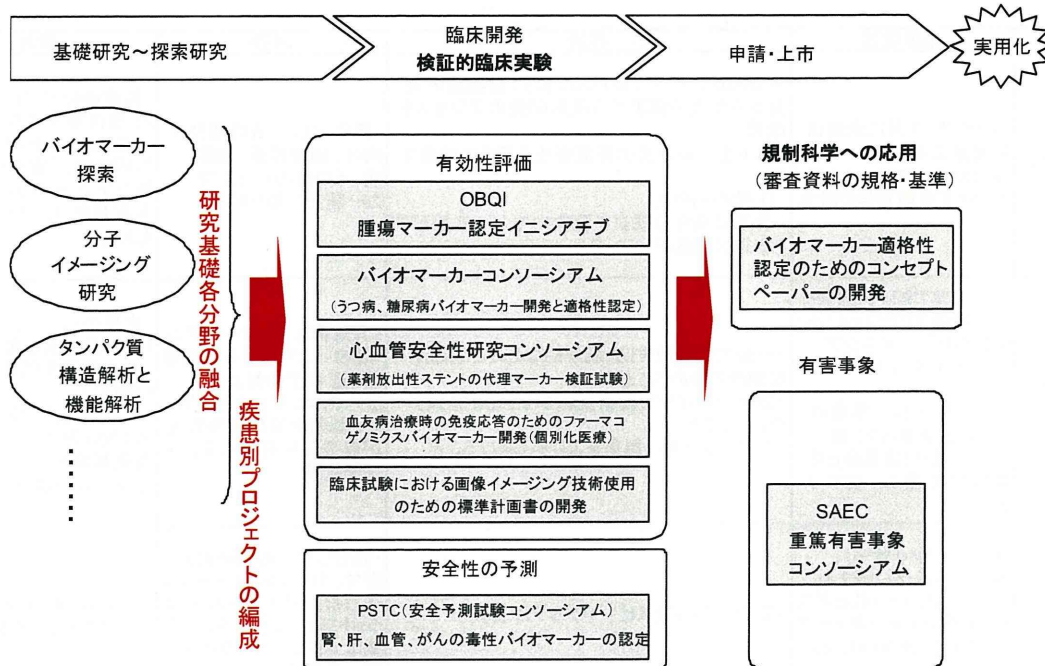 基礎研究～探索研究
臨床開発
検証的臨床実験
申請・上市
実用化
バイオマーカー
探索
分子
イメージング
研究
タンパク質
構造解析と
機能解析
研究基礎各分野の融合
疾患別プロジェクトの編成
有効性評価
OBQI
腫瘍マーカー認定イニシアチブ
バイオマーカーコンソーシアム
（うつ病、糖尿病バイオマーカー開発と適格性認定）
心血管安全性研究コンソーシアム
（薬剤放出性ステントの代理マーカー検証試験）
血友病治療時の免疫応答のためのファーマコ
ゲノミクスバイオマーカー開発（個別化医療）
臨床試験における画像イメージング技術使用
のための標準計画書の開発
安全性の予測
PSTC（安全予測試験コンソーシアム）
腎、肝、血管、がんの毒性バイオマーカーの認定
規制科学への応用
（審査資料の規格・基準）
バイオマーカー適格性
認定のためのコンセプト
ペーパーの開発
有害事象
SAEC
重篤有害事象
コンソーシアム